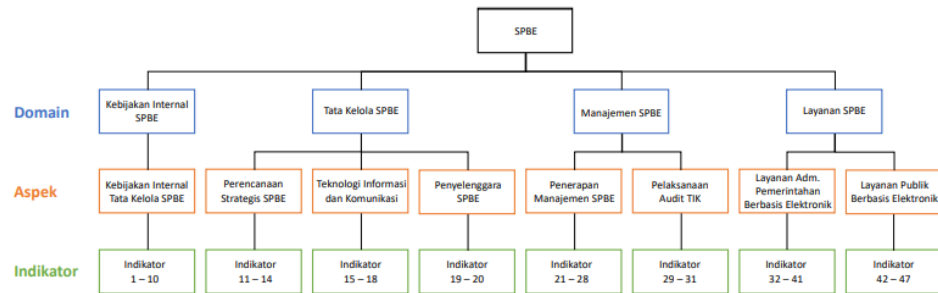 SPBE
Domain
Kebijakan Internal
SPBE
Tata Kelola SPBE
Manajemen SPBE
Layanan SPBE
Aspek
Kebijakan Internal
Tata Kelola SPBE
Perencanaan
Strategis SPBE
Teknologi Informasi
dan Komunikasi
Penyelenggara
SPBE
Penerapan
Manajemen SPBE
Pelaksanaan
Audit TIK
Layanan Adm.
Pemerintahan
Berbasis Elektronik
Layanan Publik
Berbasis Elektronik
Indikator
Indikator
1 – 10
Indikator
11 – 14
Indikator
15 – 18
Indikator
19 – 20
Indikator
21 – 28
Indikator
29 – 31
Indikator
32 – 41
Indikator
42 – 47